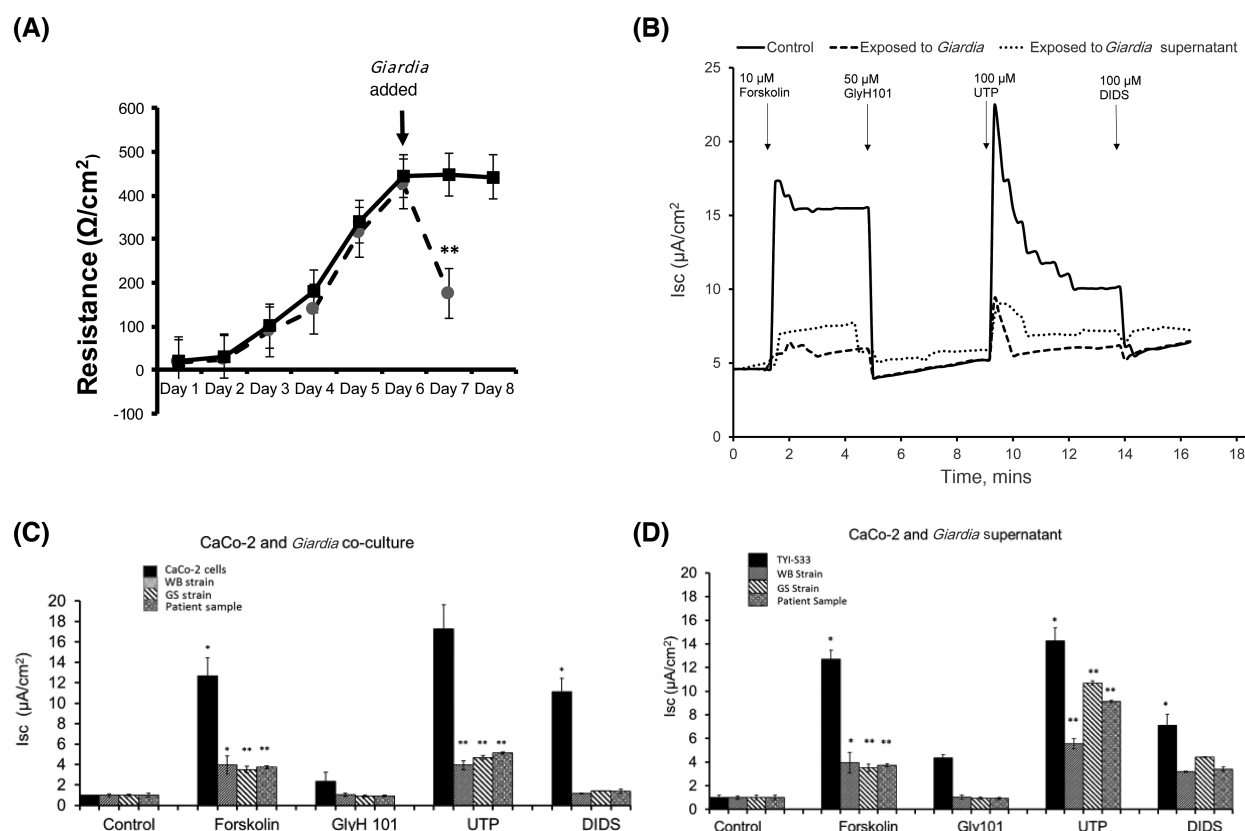 (A)
Giardia
added
600
500
400
300
200
100
0
-100
Resistance (Ω/cm²)
**
Day 1 Day 2 Day 3 Day 4 Day 5 Day 6 Day 7 Day 8
(B)
Control Exposed to Giardia Exposed to Giardia supernatant
25
20
15
10
5
0
Isc (µA/cm²
10 µM
Forskolin
50 µM
GlyH101
100 µM
UTP
100 µM
DIDS
0 2 4 6 8 10 12 14 16 18
Time, mins
(C)
CaCo-2 and Giardia co-culture
CaCo-2 cells
WB strain
GS strain
Patient sample
20
18
16
14
12
10
8
6
4
2
0
Isc (µA/cm²)
*
* ** **
** ** **
*
Control Forskolin GlyH 101 UTP DIDS
(D)
CaCo-2 and Giardia supernatant
TYI-S33
WB Strain
GS Strain
Patient Sample
20
18
16
14
12
10
8
6
4
2
0
Isc (µA/cm²)
*
* ** **
*
** ** **
*
Control Forskolin Gly101 UTP DIDS